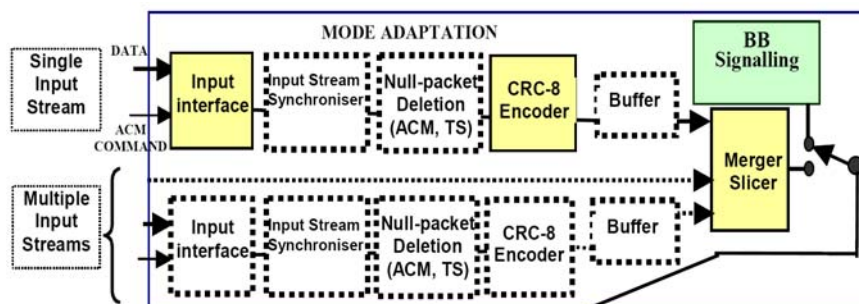 MODE ADAPTATION
BB
Signalling
DATA
Single
Input
Stream
ACM
COMMAND
Input
interface
Input Stream
Synchroniser
Null-packet
Deletion
(ACM, TS)
CRC-8
Encoder
Buffer
Merger
Slicer
Multiple
Input
Streams
Input
interface
Input Stream
Synchroniser
Null-packet
Deletion
(ACM, TS)
CRC-8
Encoder
Buffer